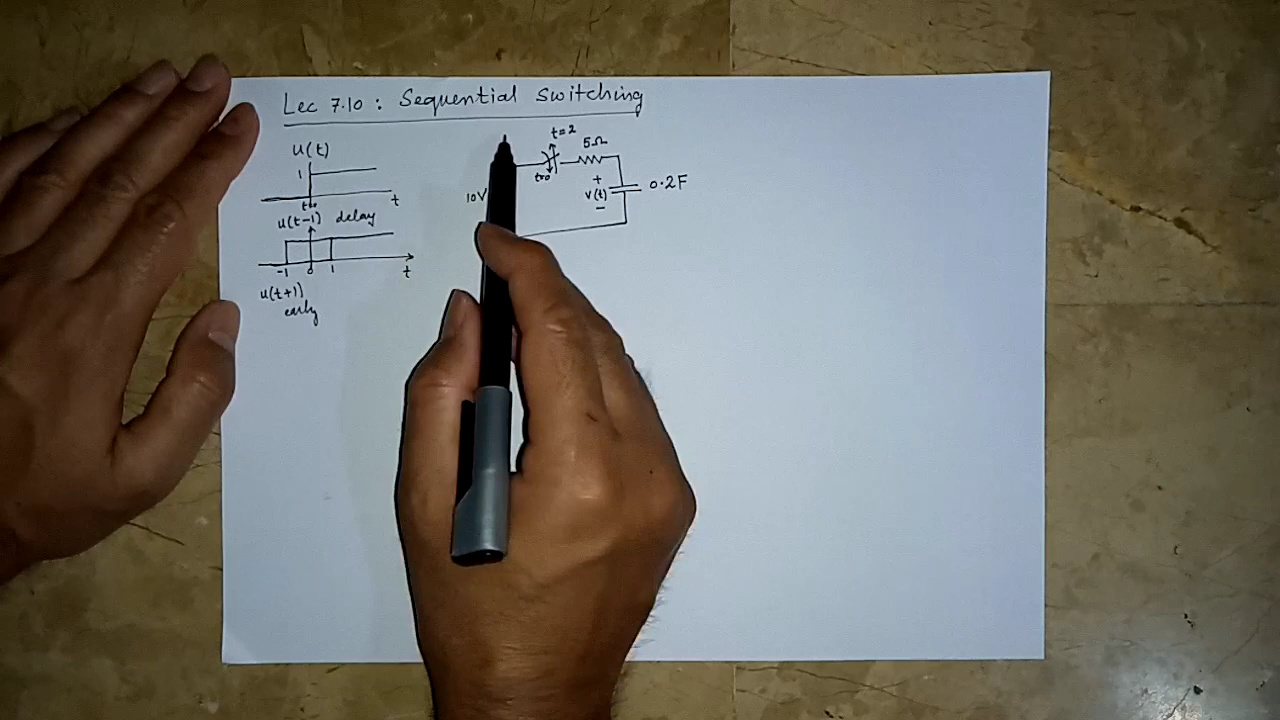 Lec 7.10 : Sequential Switching
u(t)
1
t=0
t
u(t-1) delay
-1 0 1
t
u(t+1)
early
t=2
5Ω
t=0
10V
+
v(t)
-
0.2F